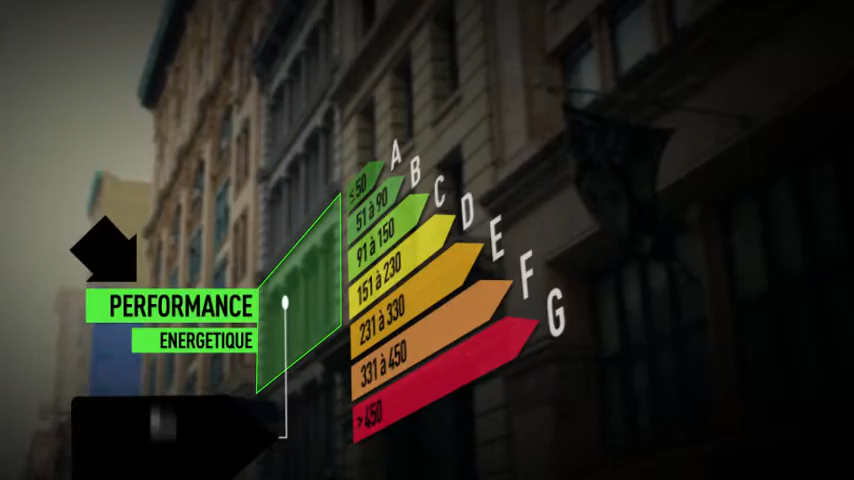 PERFORMANCE
ENERGETIQUE
≤50 A
51 à 90 B
91 à 150 C
151 à 230 D
231 à 330 E
331 à 450 F
> 450 G